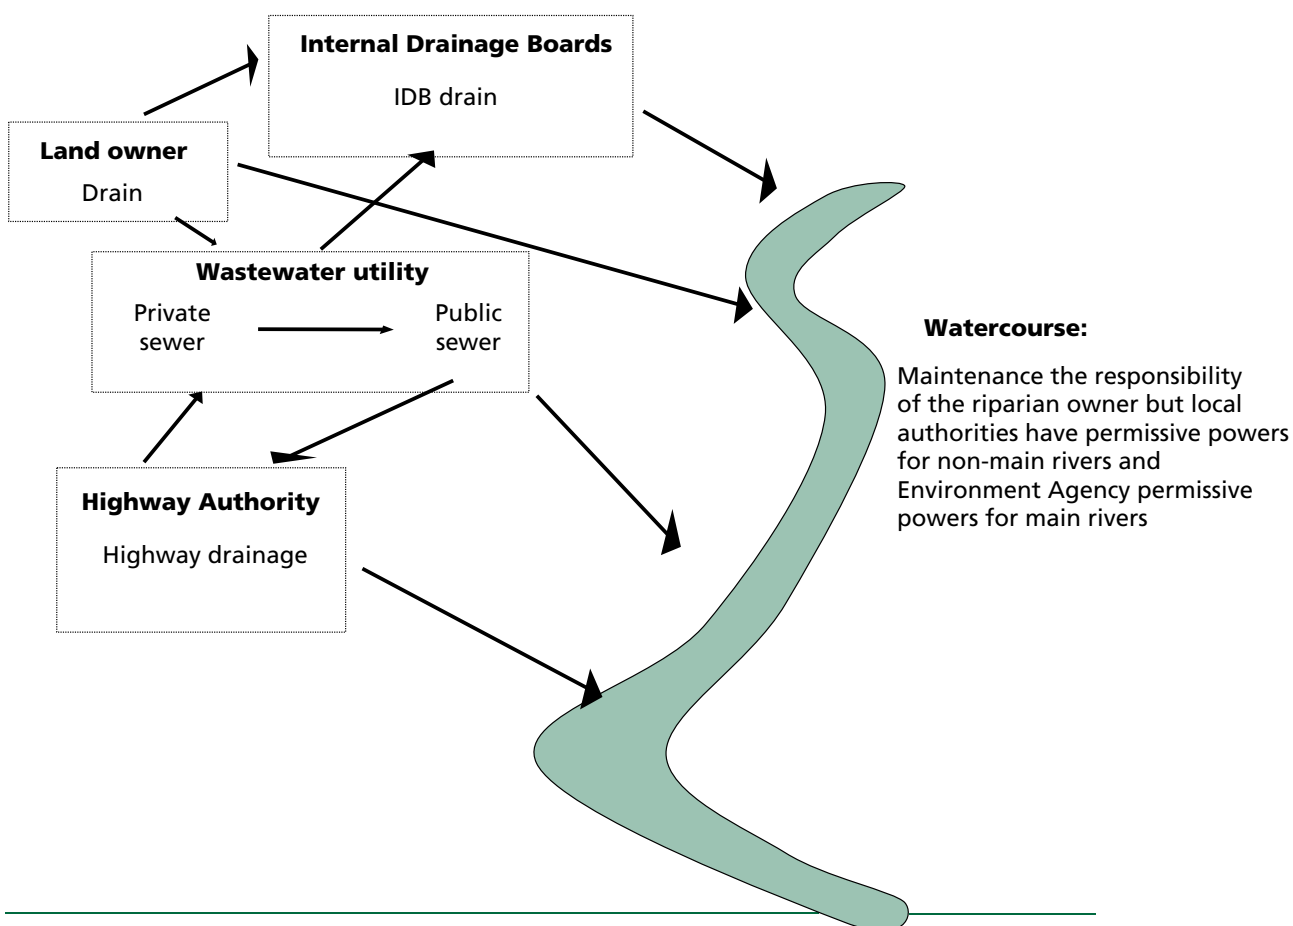 Internal Drainage Boards
IDB drain
Land owner
Drain
Wastewater utility
Private
sewer
Public
sewer
Highway Authority
Highway drainage
Watercourse:
Maintenance the responsibility
of the riparian owner but local
authorities have permissive powers
for non-main rivers and
Environment Agency permissive
powers for main rivers